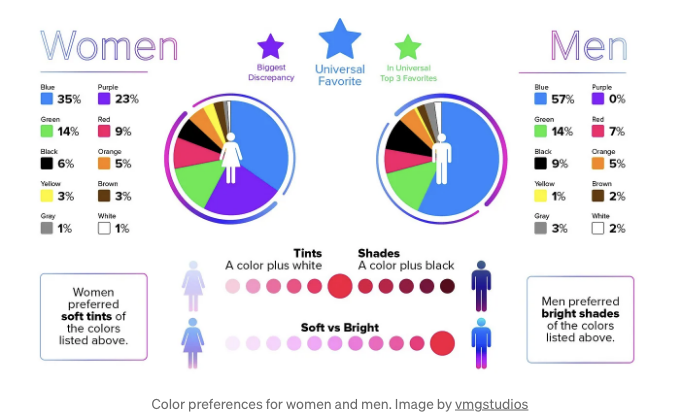 Women
Biggest
Discrepancy
Universal
Favorite
In Universal
Top 3 Favorites
Men
Blue
35%
Purple
23%
Green
14%
Red
9%
Black
6%
Orange
5%
Yellow
3%
Brown
3%
Gray
1%
White
1%
Blue
57%
Purple
0%
Green
14%
Red
7%
Black
9%
Orange
5%
Yellow
1%
Brown
2%
Gray
3%
White
2%
Tints
A color plus white
Shades
A color plus black
Soft vs Bright
Women
preferred
soft tints of
the colors
listed above.
Men preferred
bright shades
of the colors
listed above.
Color preferences for women and men. Image by vmgstudios